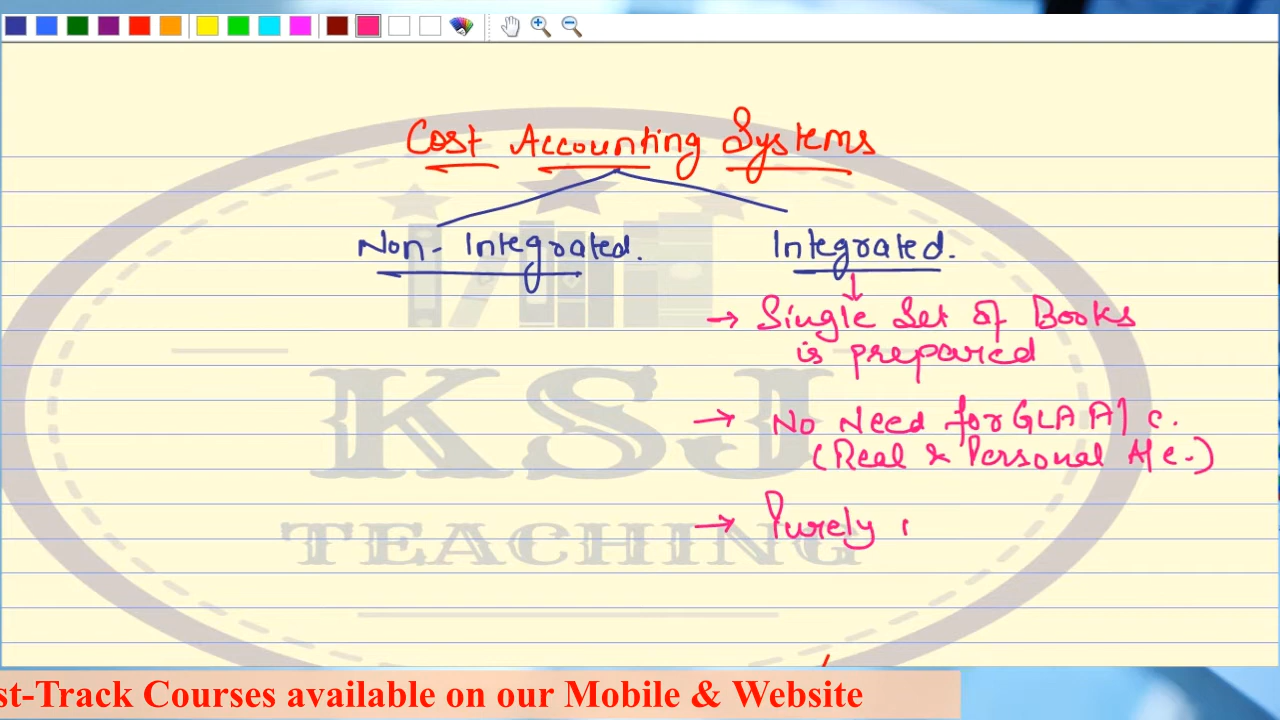 Cost Accounting Systems
Non-Integrated.
Integrated.
→ Single Set of Books
is prepared
→ No Need for GLA A/c.
(Real & Personal A/c.)
→ Purely
KSJ
TEACHING
st-Track Courses available on our Mobile & Website